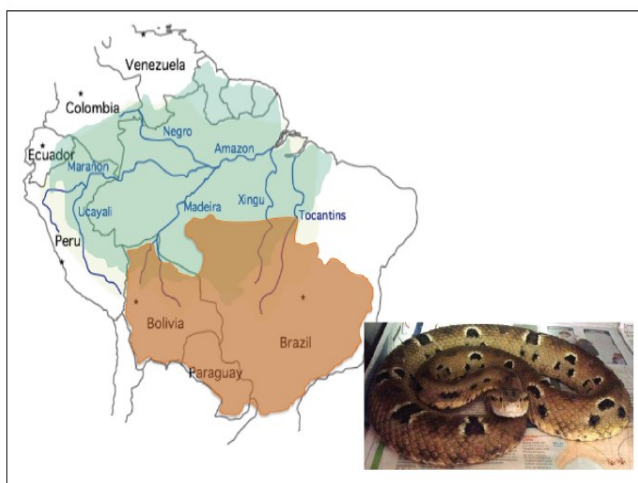 Venezuela
Colombia
Negro
Ecuador
Amazon
Marañon
Ucayali
Madeira
Xingu
Tocantins
Peru
Bolivia
Brazil
Paraguay